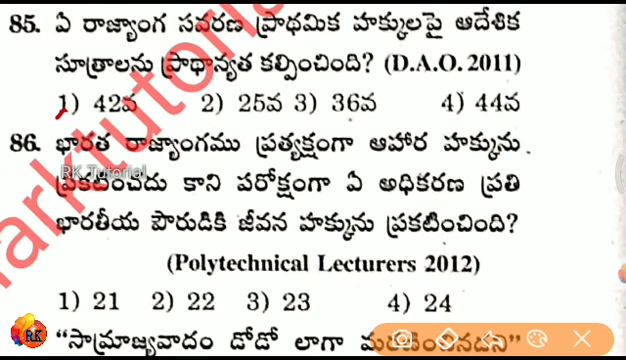 85. ఏ రాజ్యాంగ సవరణ ప్రాథమిక హక్కులపై ఆదేశిక
సూత్రాలను ప్రాధాన్యత కల్పించింది? (D.A.O. 2011)
1) 42వ 2) 25వ 3) 36వ 4) 44వ
86. భారత రాజ్యాంగము ప్రత్యక్షంగా ఆహార హక్కును
RK Tutorial
ప్రకటించదు కాని పరోక్షంగా ఏ అధికరణ ప్రతి
భారతీయ పౌరుడికి జీవన హక్కును ప్రకటించింది?
(Polytechnical Lecturers 2012)
1) 21 2) 22 3) 23 4) 24
RK
"సామ్రాజ్యవాదం డోడో లాగా
arktutoria